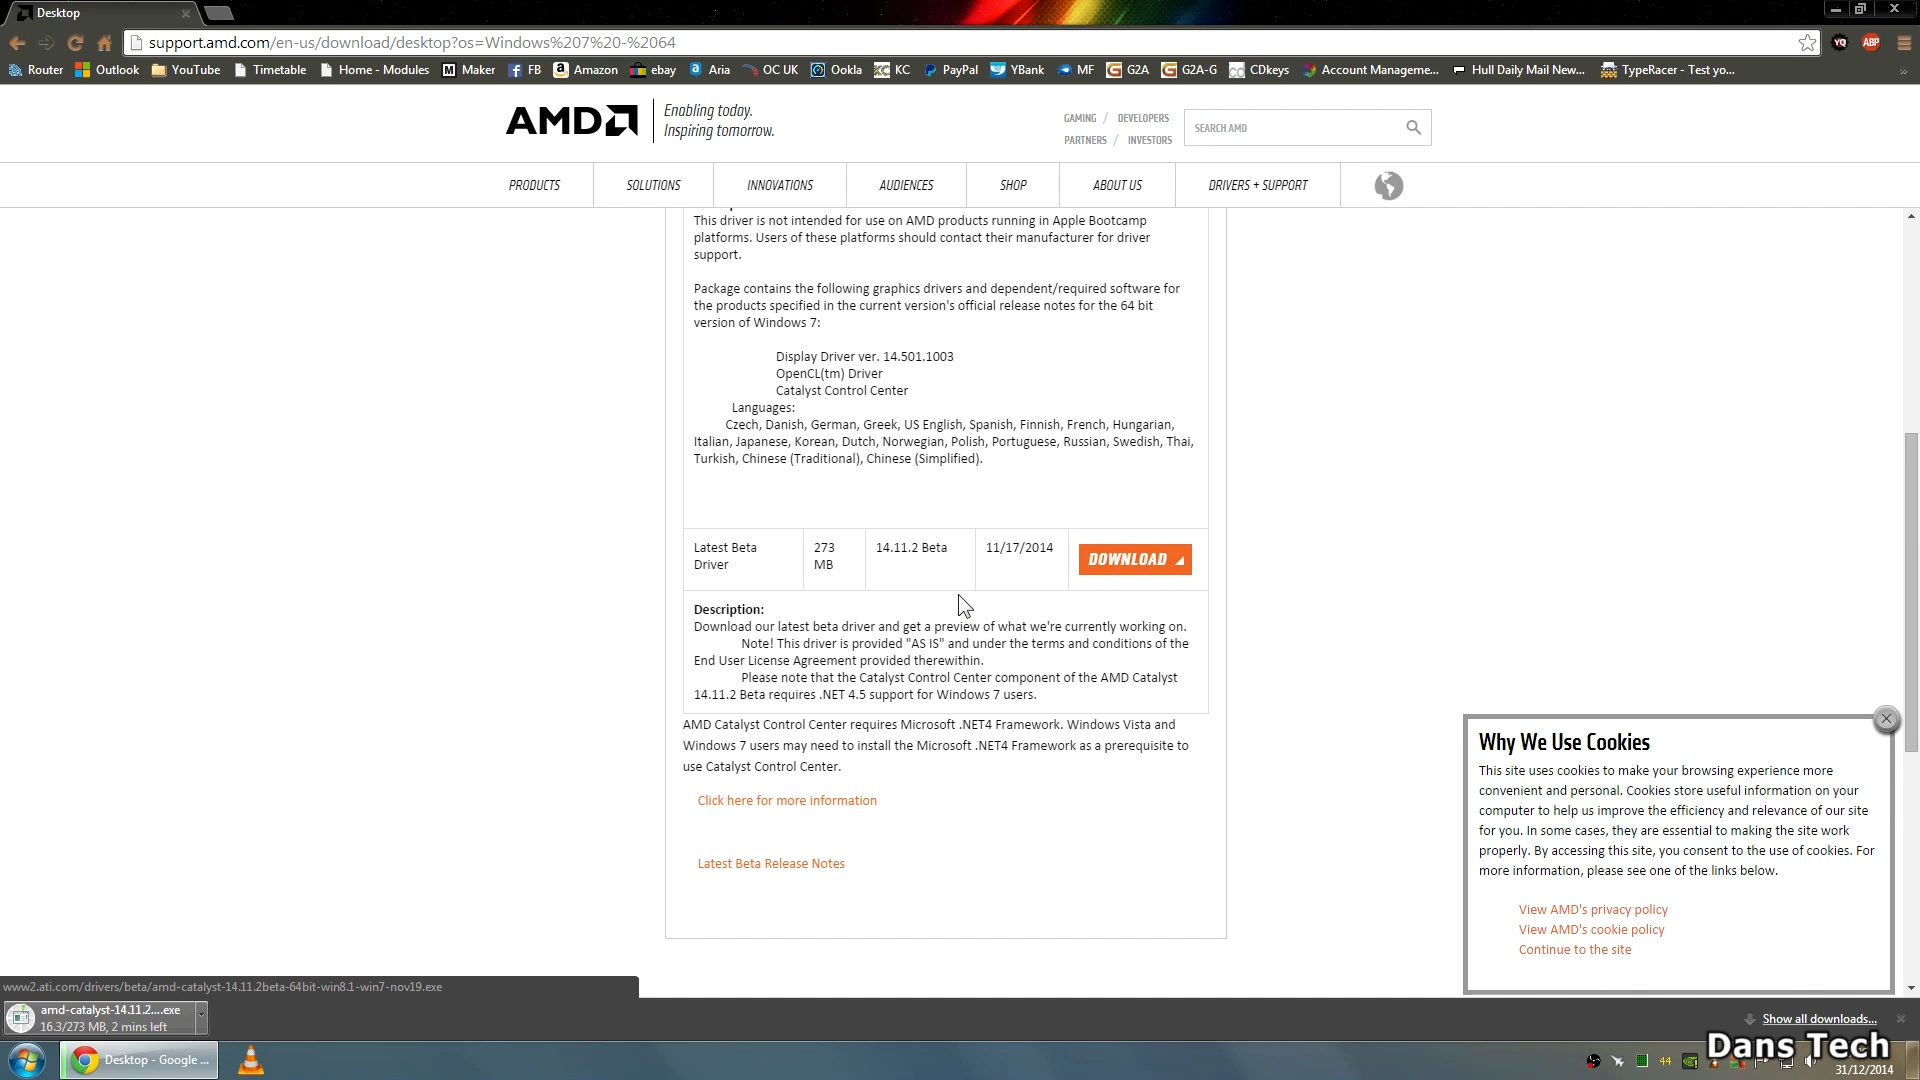 Desktop
support.amd.com/en-us/download/desktop?os=Windows%207%20-%2064
YQ
ABP
Router
Outlook
YouTube
Timetable
Home - Modules
Maker
FB
Amazon
ebay
Aria
OC UK
Ookla
KC
PayPal
YBank
MF
G2A
G2A-G
CDkeys
Account Manageme...
Hull Daily Mail New...
TypeRacer - Test yo...
AMD
Enabling today.
Inspiring tomorrow.
GAMING / DEVELOPERS
PARTNERS / INVESTORS
SEARCH AMD
PRODUCTS
SOLUTIONS
INNOVATIONS
AUDIENCES
SHOP
ABOUT US
DRIVERS + SUPPORT
This driver is not intended for use on AMD products running in Apple Bootcamp
platforms. Users of these platforms should contact their manufacturer for driver
support.
Package contains the following graphics drivers and dependent/required software for
the products specified in the current version's official release notes for the 64 bit
version of Windows 7:
Display Driver ver. 14.501.1003
OpenCL(tm) Driver
Catalyst Control Center
Languages:
Czech, Danish, German, Greek, US English, Spanish, Finnish, French, Hungarian,
Italian, Japanese, Korean, Dutch, Norwegian, Polish, Portuguese, Russian, Swedish, Thai,
Turkish, Chinese (Traditional), Chinese (Simplified).
Latest Beta
Driver
273
MB
14.11.2 Beta
11/17/2014
DOWNLOAD
Description:
Download our latest beta driver and get a preview of what we're currently working on.
Note! This driver is provided "AS IS" and under the terms and conditions of the
End User License Agreement provided therewithin.
Please note that the Catalyst Control Center component of the AMD Catalyst
14.11.2 Beta requires .NET 4.5 support for Windows 7 users.
AMD Catalyst Control Center requires Microsoft .NET4 Framework. Windows Vista and
Windows 7 users may need to install the Microsoft .NET4 Framework as a prerequisite to
use Catalyst Control Center.
Click here for more information
Latest Beta Release Notes
Why We Use Cookies
This site uses cookies to make your browsing experience more
convenient and personal. Cookies store useful information on your
computer to help us improve the efficiency and relevance of our site
for you. In some cases, they are essential to making the site work
properly. By accessing this site, you consent to the use of cookies. For
more information, please see one of the links below.
View AMD's privacy policy
View AMD's cookie policy
Continue to the site
www2.ati.com/drivers/beta/amd-catalyst-14.11.2beta-64bit-win8.1-win7-nov19.exe
amd-catalyst-14.11.2....exe
16.3/273 MB, 2 mins left
Show all downloads...
Desktop - Google ...
44
Dans Tech
31/12/2014